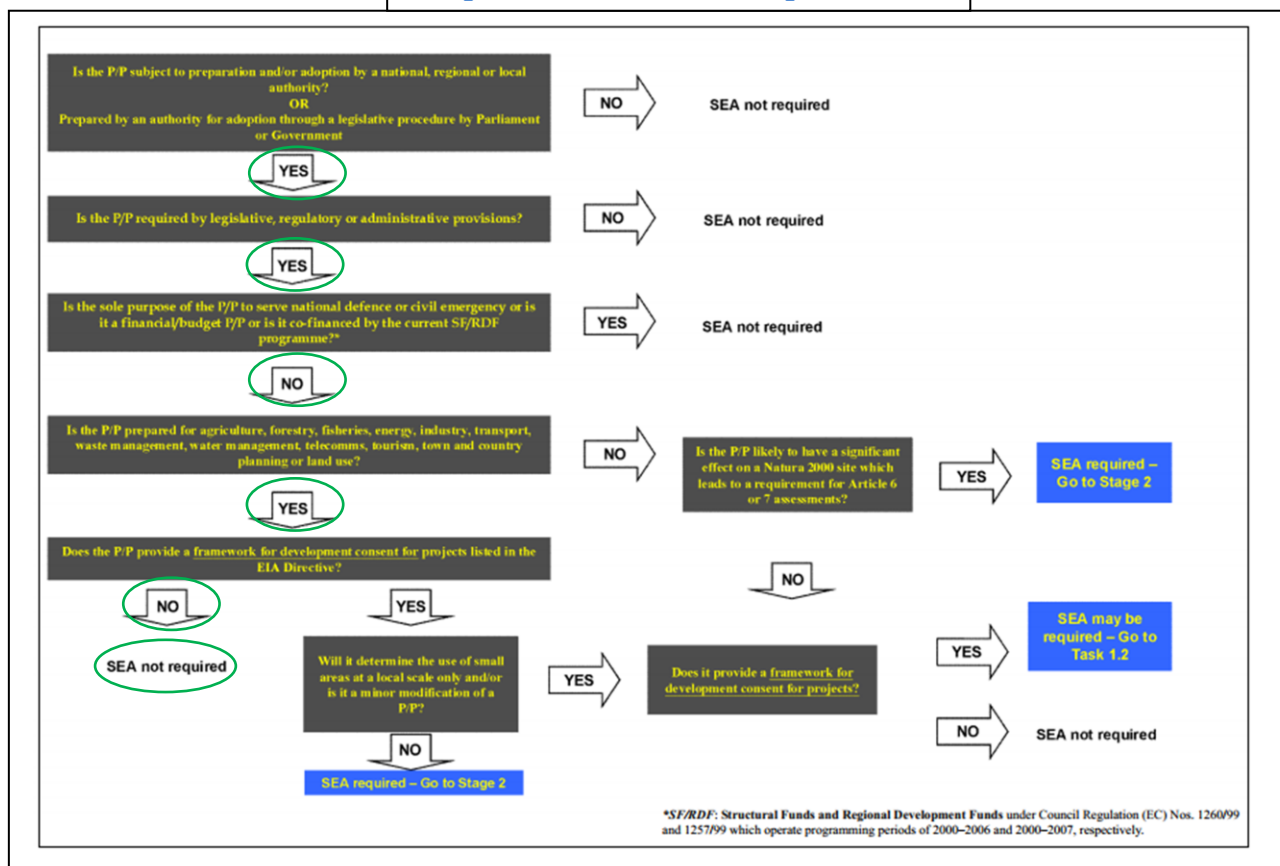 Is the P/P subject to preparation and/or adoption by a national, regional or local
authority?
OR
Prepared by an authority for adoption through a legislative procedure by Parliament
or Government
NO
SEA not required
YES
Is the P/P required by legislative, regulatory or administrative provisions?
NO
SEA not required
YES
Is the sole purpose of the P/P to serve national defence or civil emergency or is
it a financial/budget P/P or is it co-financed by the current SF/RDF
programme?*
YES
SEA not required
NO
Is the P/P prepared for agriculture, forestry, fisheries, energy, industry, transport,
waste management, water management, telecomms, tourism, town and country
planning or land use?
NO
Is the P/P likely to have a significant
effect on a Natura 2000 site which
leads to a requirement for Article 6
or 7 assessments?
YES
SEA required –
Go to Stage 2
YES
Does the P/P provide a framework for development consent for projects listed in the
EIA Directive?
NO
NO
YES
SEA not required
Will it determine the use of small
areas at a local scale only and/or
is it a minor modification of a
P/P?
YES
Does it provide a framework for
development consent for projects?
YES
SEA may be
required – Go to
Task 1.2
NO
SEA not required
NO
SEA required – Go to Stage 2
*SF/RDF: Structural Funds and Regional Development Funds under Council Regulation (EC) Nos. 1260/99
and 1257/99 which operate programming periods of 2000–2006 and 2000–2007, respectively.